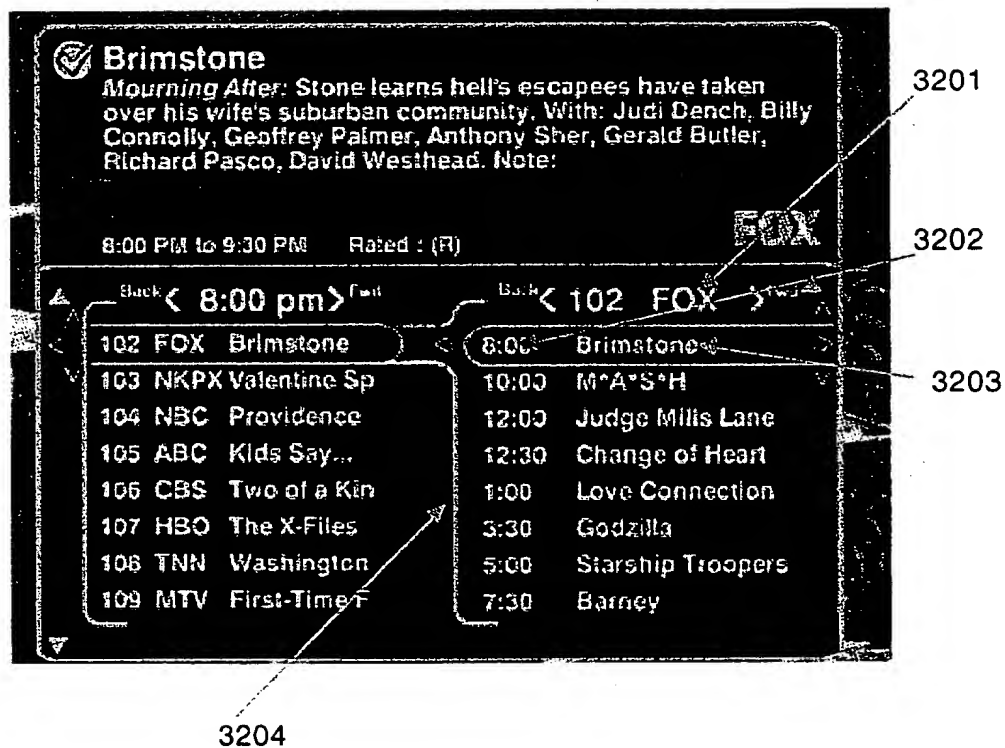 Brimstone
Mourning After: Stone learns hell's escapees have taken
over his wife's suburban community. With: Judi Dench, Billy
Connolly, Geoffrey Palmer, Anthony Sher, Gerald Butler,
Richard Pasco, David Westhead. Note:
FOX
8:00 PM to 9:30 PM Rated : (R)
Back < 8:00 pm > Fwd
102 FOX Brimstone
103 NKPX Valentine Sp
104 NBC Providence
105 ABC Kids Say...
106 CBS Two of a Kin
107 HBO The X-Files
108 TNN Washington
109 MTV First-Time F
Back < 102 FOX > Fwd
8:00 Brimstone
10:00 M*A*S*H
12:00 Judge Mills Lane
12:30 Change of Heart
1:00 Love Connection
3:30 Godzilla
5:00 Starship Troopers
7:30 Barney
3201
3202
3203
3204